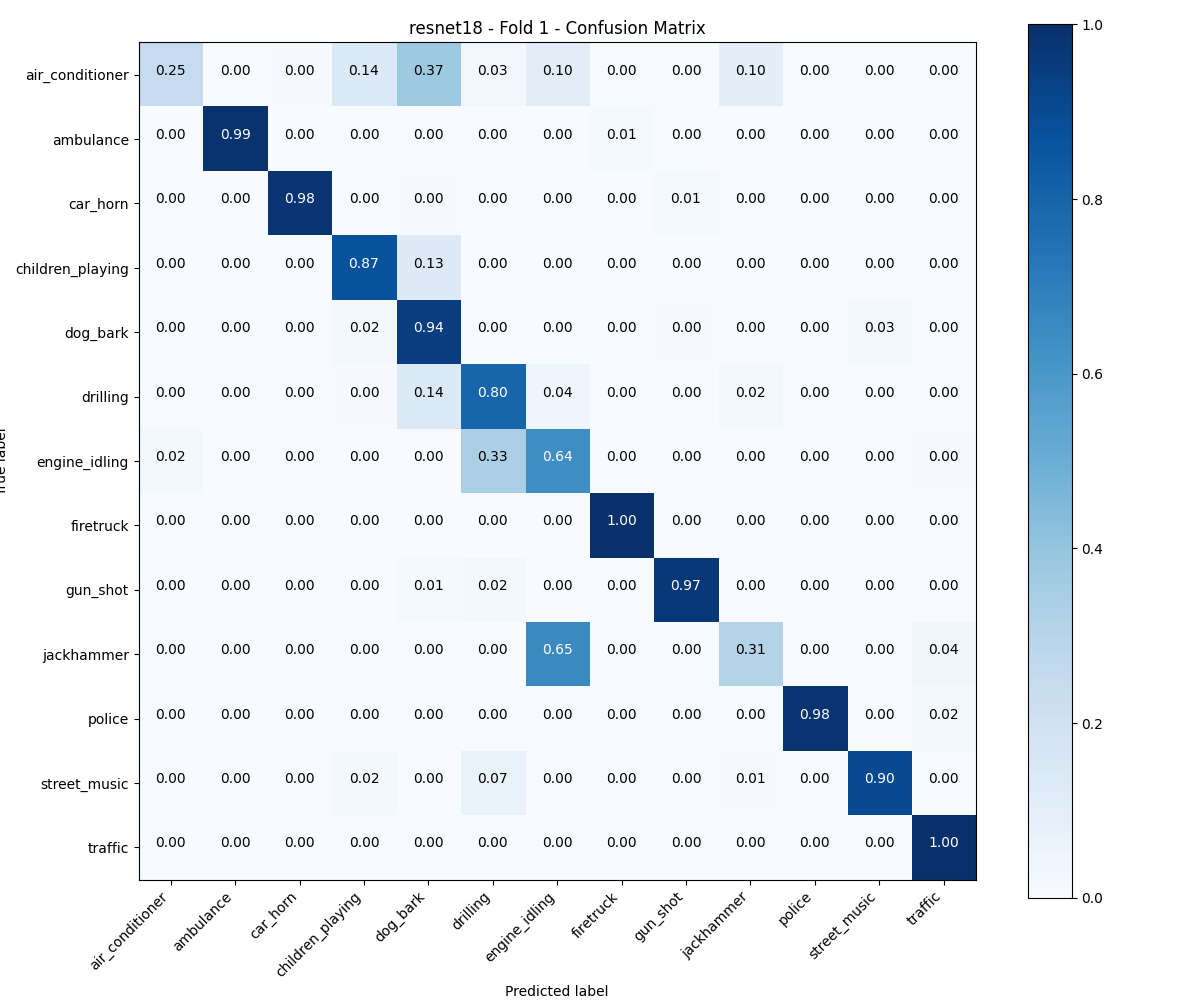 resnet18 - Fold 1 - Confusion Matrix
air_conditioner 0.25 0.00 0.00 0.14 0.37 0.03 0.10 0.00 0.00 0.10 0.00 0.00 0.00
ambulance 0.00 0.99 0.00 0.00 0.00 0.00 0.00 0.01 0.00 0.00 0.00 0.00 0.00
car_horn 0.00 0.00 0.98 0.00 0.00 0.00 0.00 0.00 0.01 0.00 0.00 0.00 0.00
children_playing 0.00 0.00 0.00 0.87 0.13 0.00 0.00 0.00 0.00 0.00 0.00 0.00 0.00
dog_bark 0.00 0.00 0.00 0.02 0.94 0.00 0.00 0.00 0.00 0.00 0.00 0.03 0.00
drilling 0.00 0.00 0.00 0.00 0.14 0.80 0.04 0.00 0.00 0.02 0.00 0.00 0.00
engine_idling 0.02 0.00 0.00 0.00 0.00 0.33 0.64 0.00 0.00 0.00 0.00 0.00 0.00
firetruck 0.00 0.00 0.00 0.00 0.00 0.00 0.00 1.00 0.00 0.00 0.00 0.00 0.00
gun_shot 0.00 0.00 0.00 0.00 0.01 0.02 0.00 0.00 0.97 0.00 0.00 0.00 0.00
jackhammer 0.00 0.00 0.00 0.00 0.00 0.00 0.65 0.00 0.00 0.31 0.00 0.00 0.04
police 0.00 0.00 0.00 0.00 0.00 0.00 0.00 0.00 0.00 0.00 0.98 0.00 0.02
street_music 0.00 0.00 0.00 0.02 0.00 0.07 0.00 0.00 0.00 0.01 0.00 0.90 0.00
traffic 0.00 0.00 0.00 0.00 0.00 0.00 0.00 0.00 0.00 0.00 0.00 0.00 1.00
air_conditioner ambulance car_horn children_playing dog_bark drilling engine_idling firetruck gun_shot jackhammer police street_music traffic
Predicted label
1.0
0.8
0.6
0.4
0.2
0.0